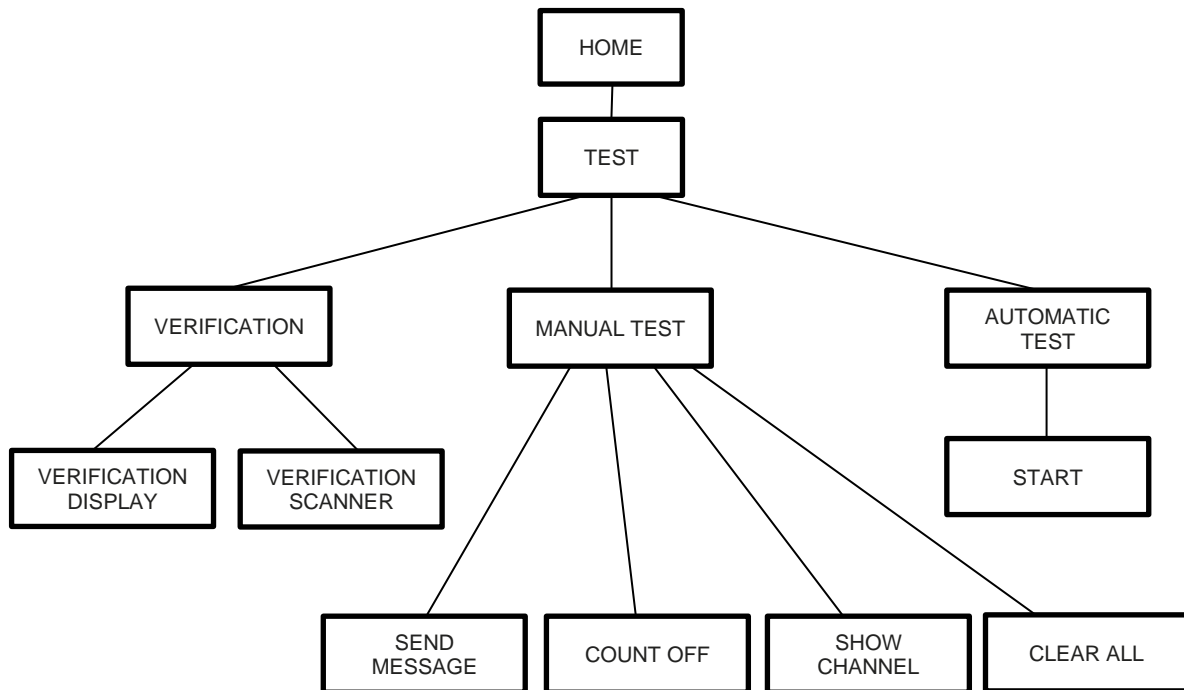 HOME
TEST
VERIFICATION
MANUAL TEST
AUTOMATIC
TEST
VERIFICATION
DISPLAY
VERIFICATION
SCANNER
START
SEND
MESSAGE
COUNT OFF
SHOW
CHANNEL
CLEAR ALL